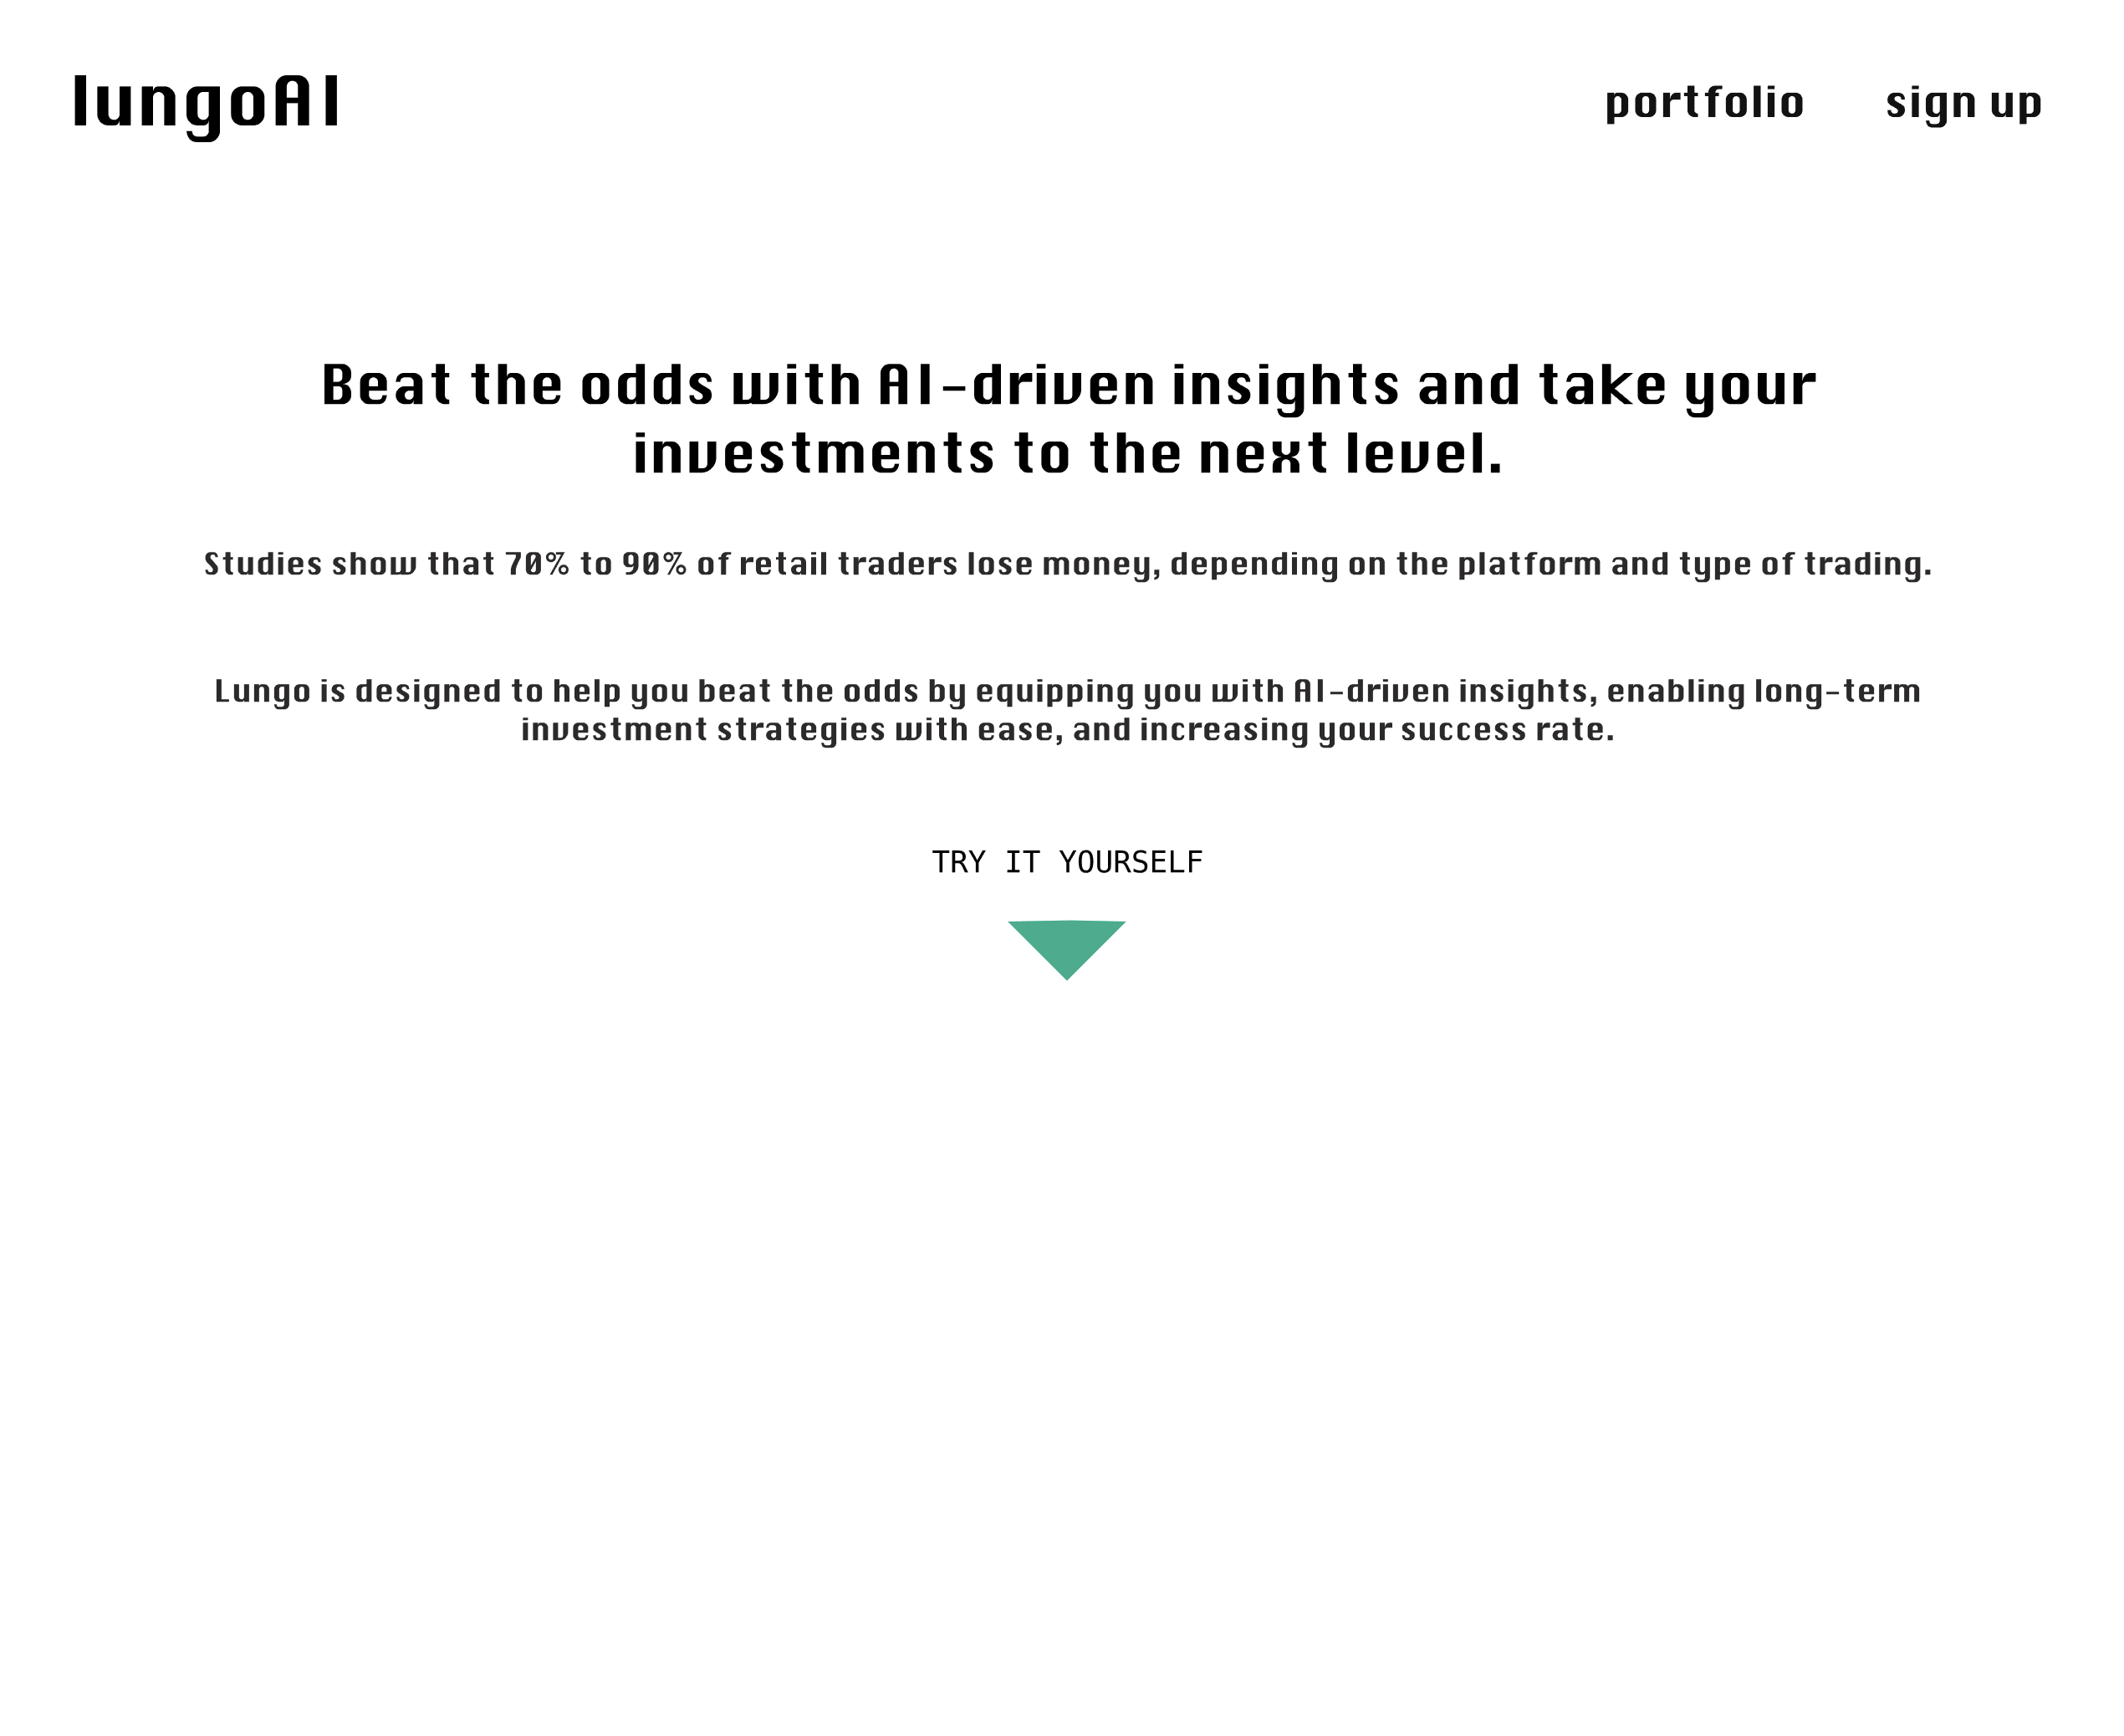 lungoAI
portfolio
sign up
Beat the odds with AI-driven insights and take your
investments to the next level.
Studies show that 70% to 90% of retail traders lose money, depending on the platform and type of trading.
Lungo is designed to help you beat the odds by equipping you with AI-driven insights, enabling long-term
investment strategies with ease, and increasing your success rate.
TRY IT YOURSELF